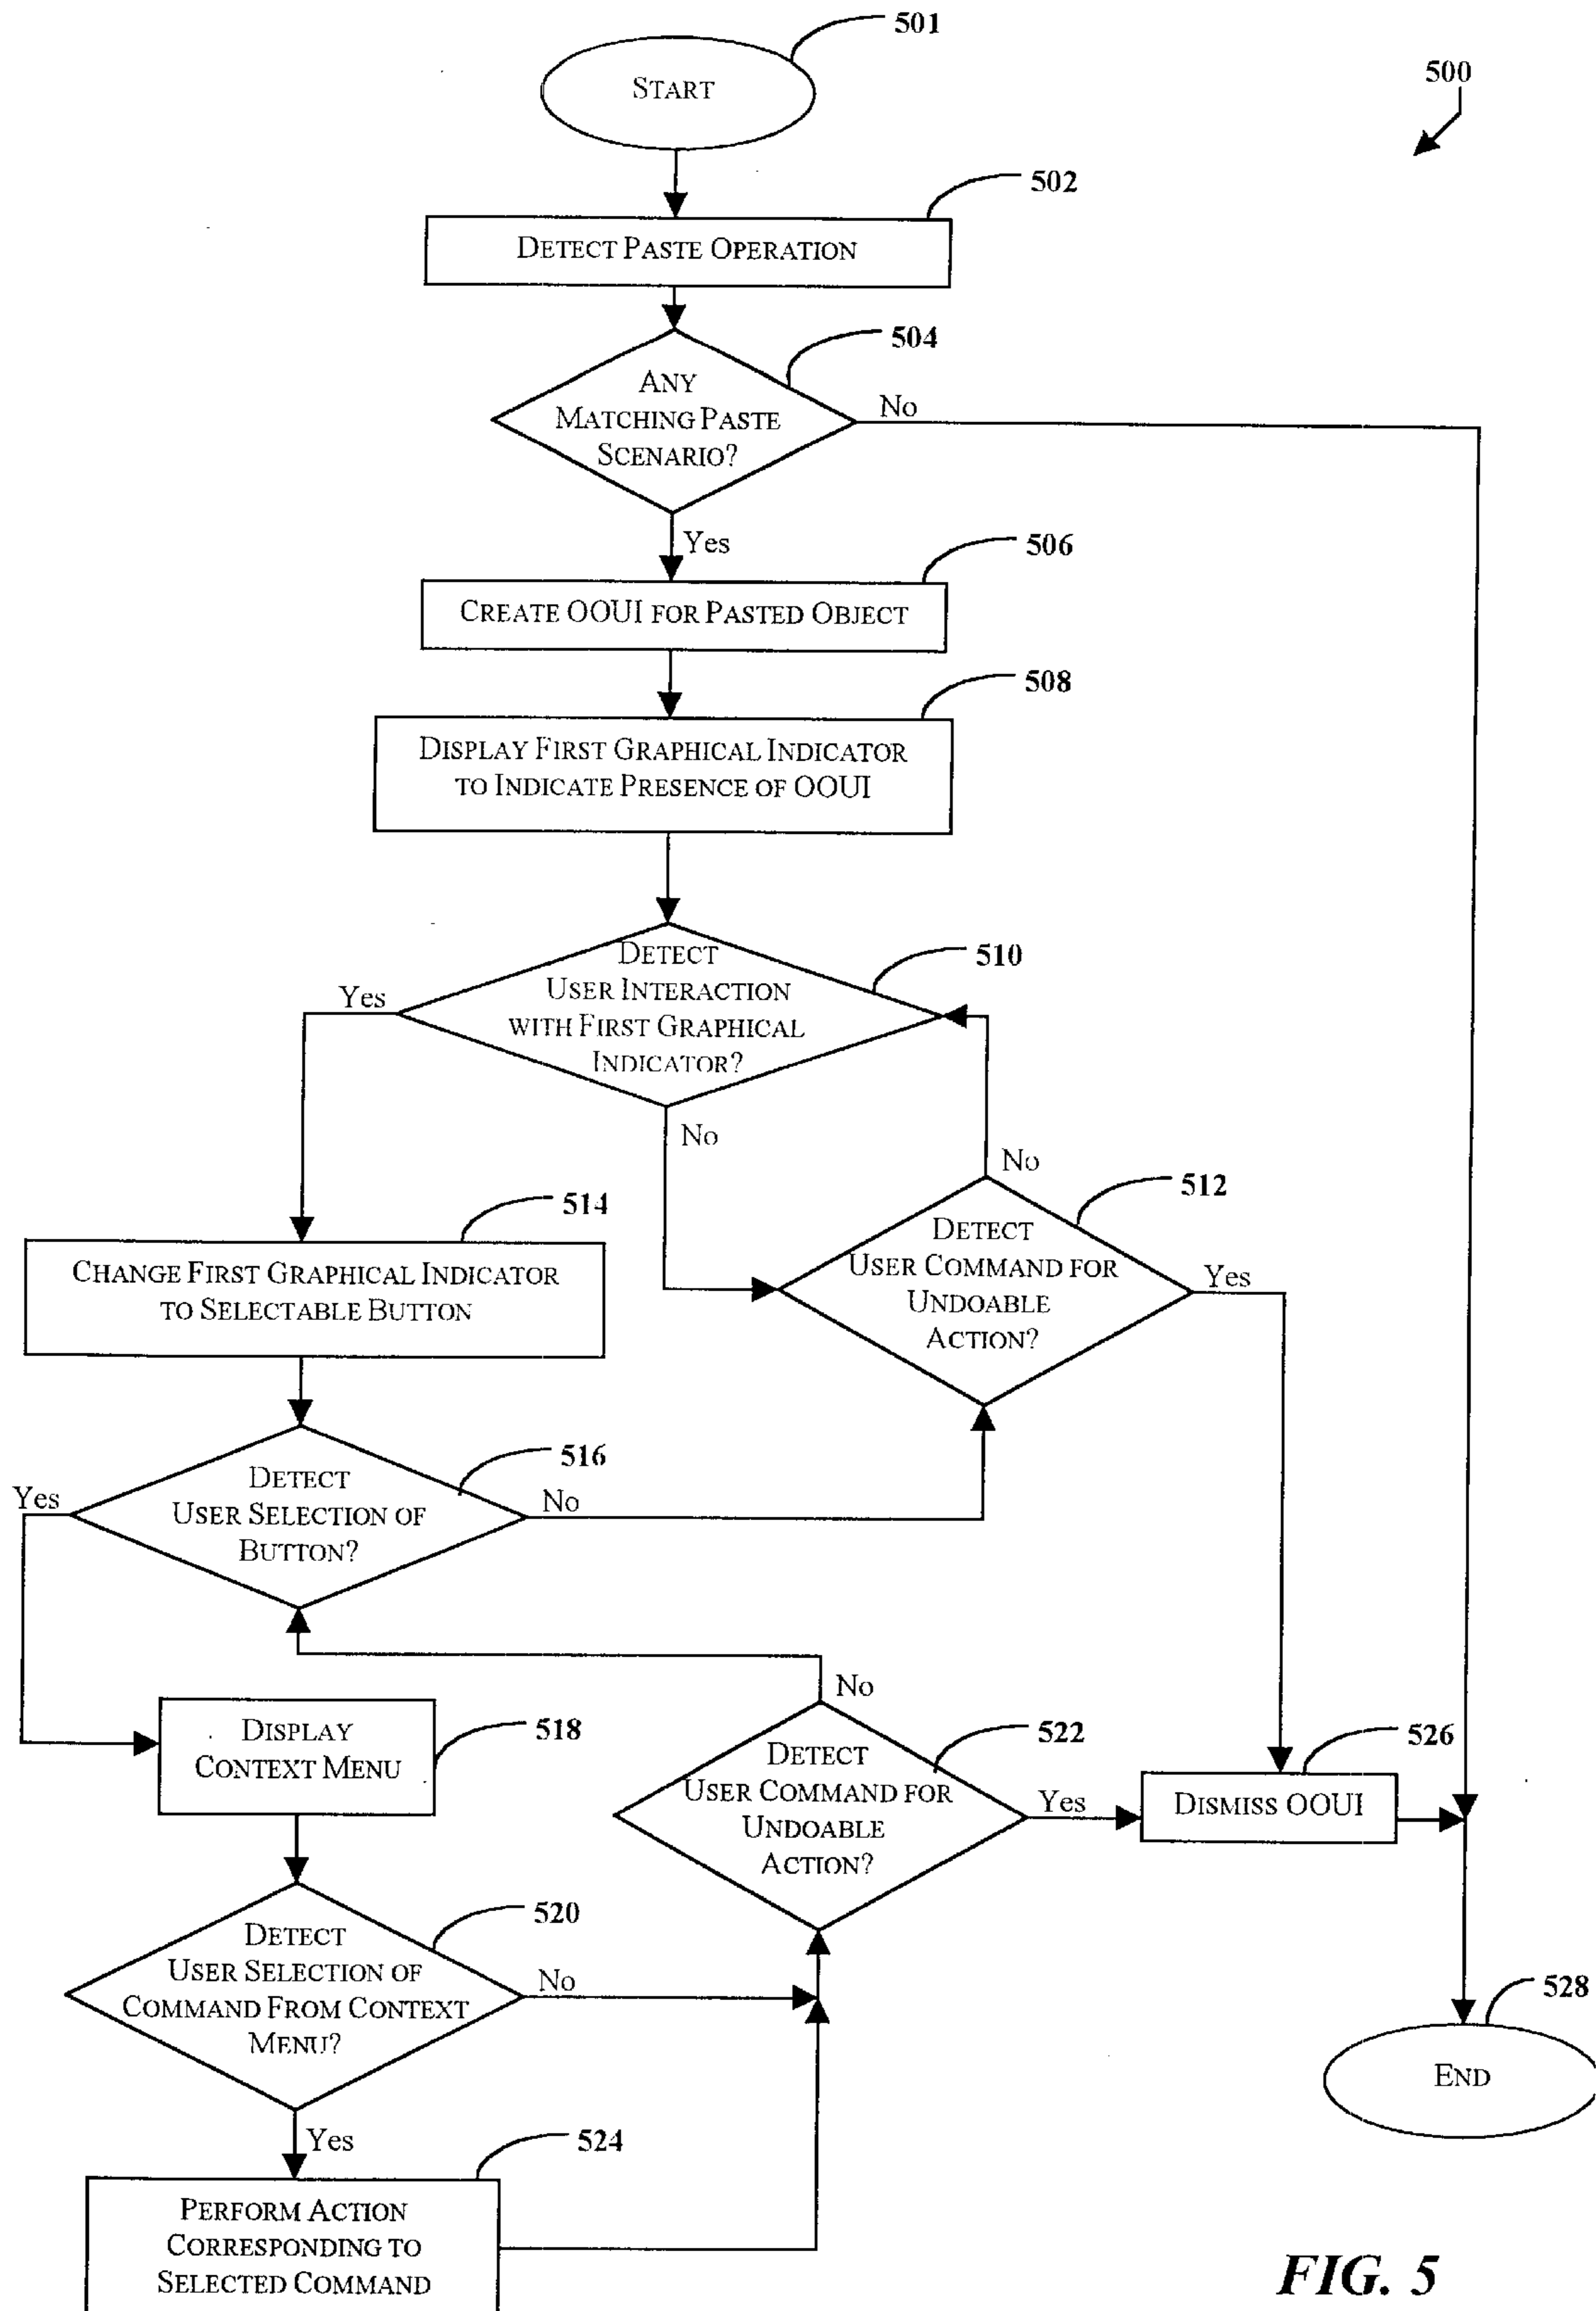 501
START
500
502
DETECT PASTE OPERATION
504
ANY
MATCHING PASTE
SCENARIO?
No
Yes
506
CREATE OOUI FOR PASTED OBJECT
508
DISPLAY FIRST GRAPHICAL INDICATOR
TO INDICATE PRESENCE OF OOUI
510
DETECT
USER INTERACTION
WITH FIRST GRAPHICAL
INDICATOR?
Yes
No
No
512
DETECT
USER COMMAND FOR
UNDOABLE
ACTION?
Yes
514
CHANGE FIRST GRAPHICAL INDICATOR
TO SELECTABLE BUTTON
516
DETECT
USER SELECTION OF
BUTTON?
Yes
No
518
DISPLAY
CONTEXT MENU
No
522
DETECT
USER COMMAND FOR
UNDOABLE
ACTION?
Yes
526
DISMISS OOUI
520
DETECT
USER SELECTION OF
COMMAND FROM CONTEXT
MENU?
No
Yes
528
END
524
PERFORM ACTION
CORRESPONDING TO
SELECTED COMMAND
FIG. 5